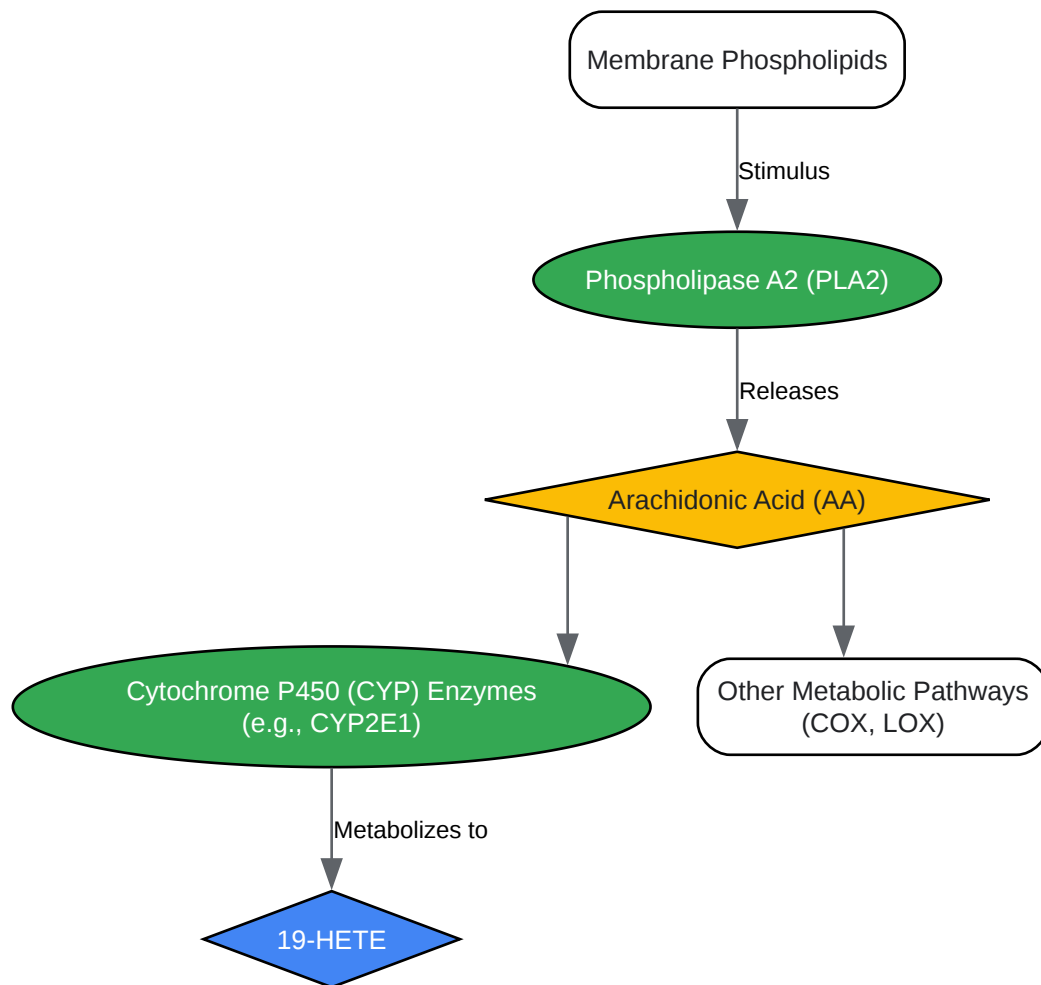 Membrane Phospholipids
Stimulus
Phospholipase A2 (PLA2)
Releases
Arachidonic Acid (AA)
Cytochrome P450 (CYP) Enzymes
(e.g., CYP2E1)
Other Metabolic Pathways
(COX, LOX)
Metabolizes to
19-HETE